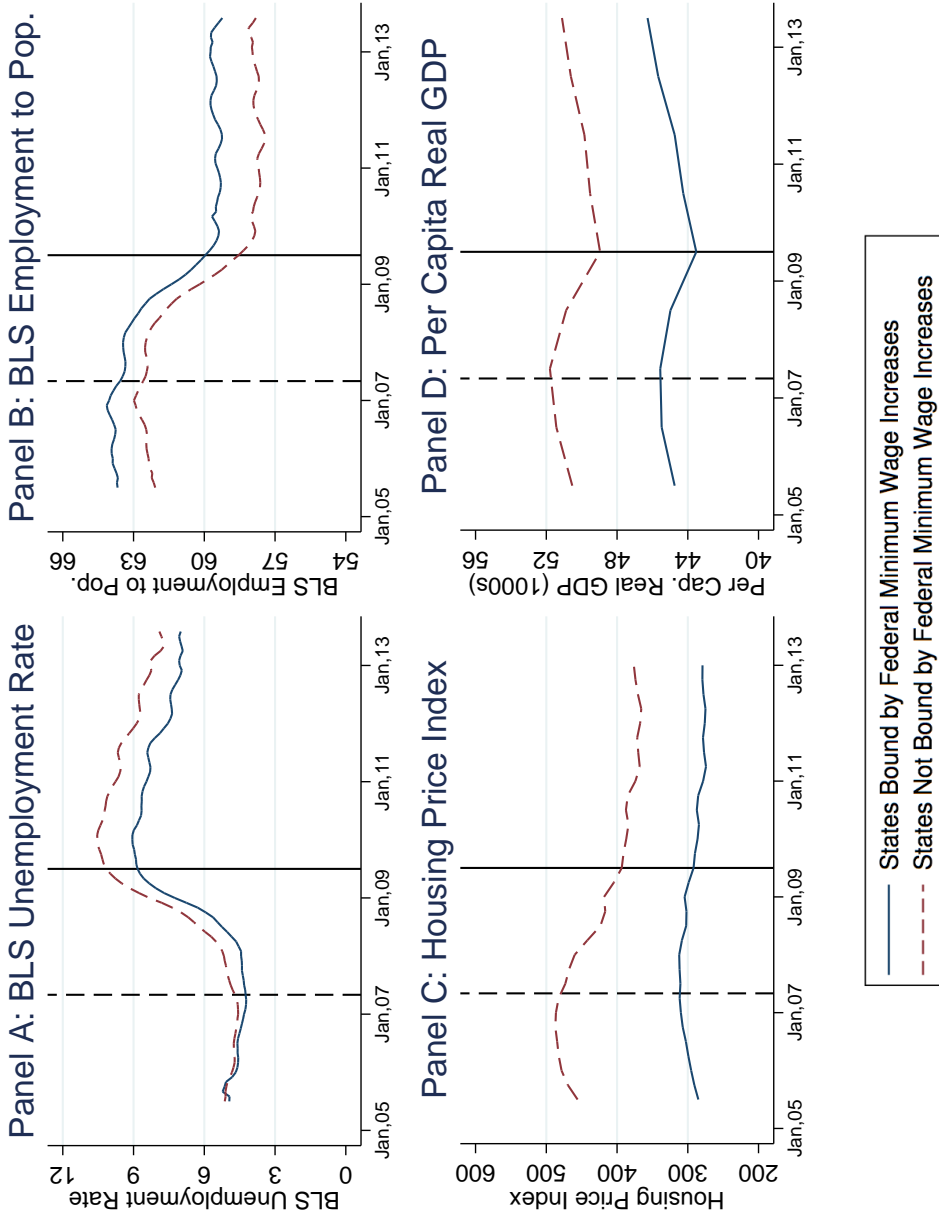 Panel A: BLS Unemployment Rate
BLS Unemployment Rate
12
9
6
3
0
Jan,05 Jan,07 Jan,09 Jan,11 Jan,13
Panel B: BLS Employment to Pop.
BLS Employment to Pop.
66
63
60
57
54
Jan,05 Jan,07 Jan,09 Jan,11 Jan,13
Panel C: Housing Price Index
Housing Price Index
600
500
400
300
200
Jan,05 Jan,07 Jan,09 Jan,11 Jan,13
Panel D: Per Capita Real GDP
Per Cap. Real GDP (1000s)
56
52
48
44
40
Jan,05 Jan,07 Jan,09 Jan,11 Jan,13
States Bound by Federal Minimum Wage Increases
States Not Bound by Federal Minimum Wage Increases